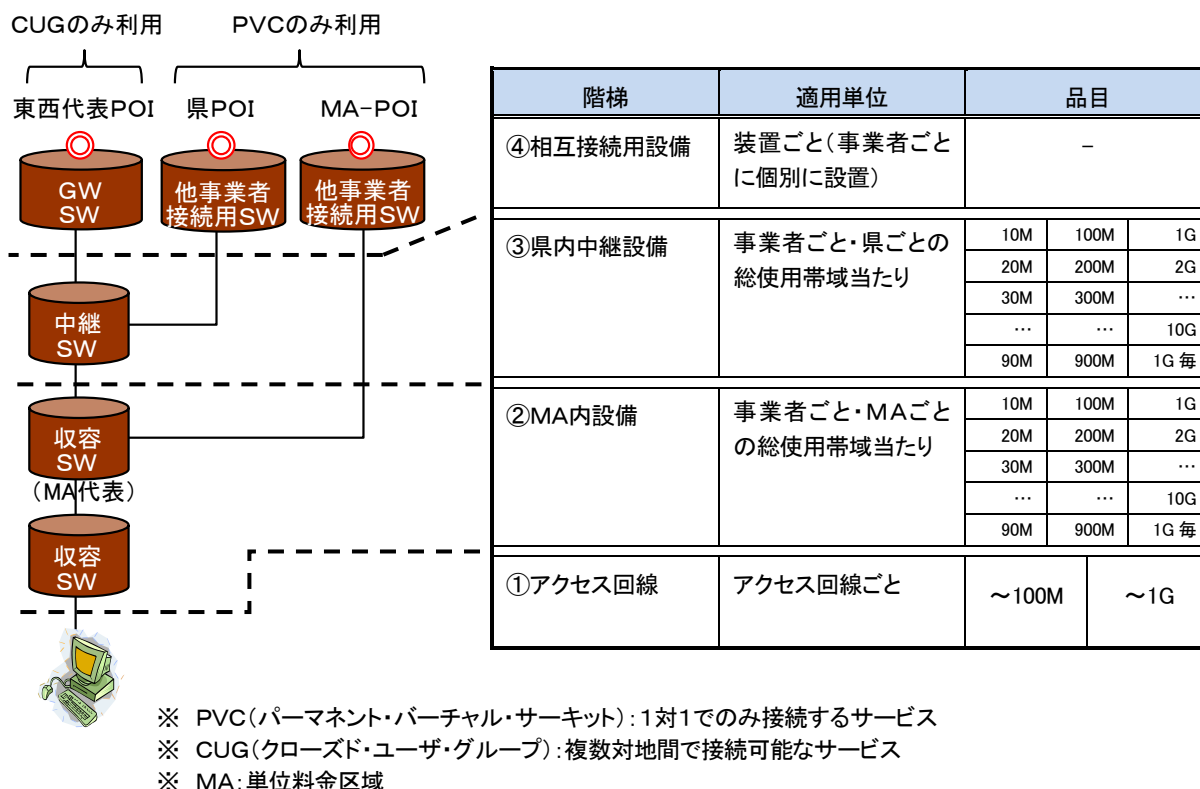 CUGのみ利用
PVCのみ利用
東西代表POI
県POI
MA-POI
GW
SW
他事業者
接続用SW
他事業者
接続用SW
中継
SW
収容
SW
(MA代表)
収容
SW
階梯
適用単位
品目
④相互接続用設備
装置ごと(事業者ごと
に個別に設置)
-
③県内中継設備
事業者ごと・県ごとの
総使用帯域当たり
10M 100M 1G
20M 200M 2G
30M 300M …
… … 10G
90M 900M 1G 毎
②MA内設備
事業者ごと・MAごと
の総使用帯域当たり
10M 100M 1G
20M 200M 2G
30M 300M …
… … 10G
90M 900M 1G 毎
①アクセス回線
アクセス回線ごと
~100M ~1G
※ PVC(パーマネント・バーチャル・サーキット):1対1でのみ接続するサービス
※ CUG(クローズド・ユーザ・グループ):複数対地間で接続可能なサービス
※ MA:単位料金区域